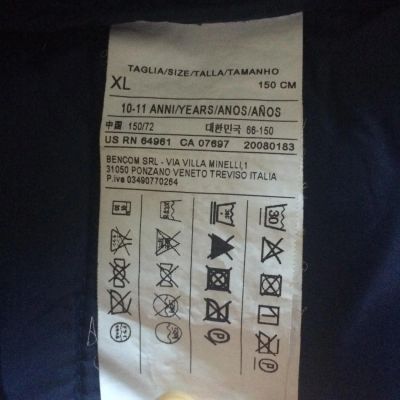 TAGLIA/SIZE/TALLA/TAMANHO
XL 150 CM
10-11 ANNI/YEARS/ANOS/AÑOS
中国 150/72 대한민국 66-150
US RN 64961 CA 07697 20080183
BENCOM SRL - VIA VILLA MINELLI,1
31050 PONZANO VENETO TREVISO ITALIA
P.iva 03490770264
30